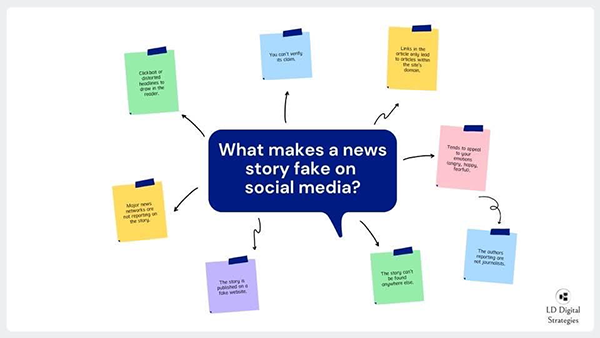 Clickbait or
distorted
headlines to
draw in the
reader.
You can't verify
its claim.
Links in the
article only lead
to articles within
the site's
domain.
What makes a news
story fake on
social media?
Tends to appeal
to your
emotions
(angry, happy,
fearful).
Major news
networks are
not reporting on
the story.
The story is
published on a
fake website.
The story can't
be found
anywhere else.
The authors
reporting are
not journalists.
LD Digital
Strategies